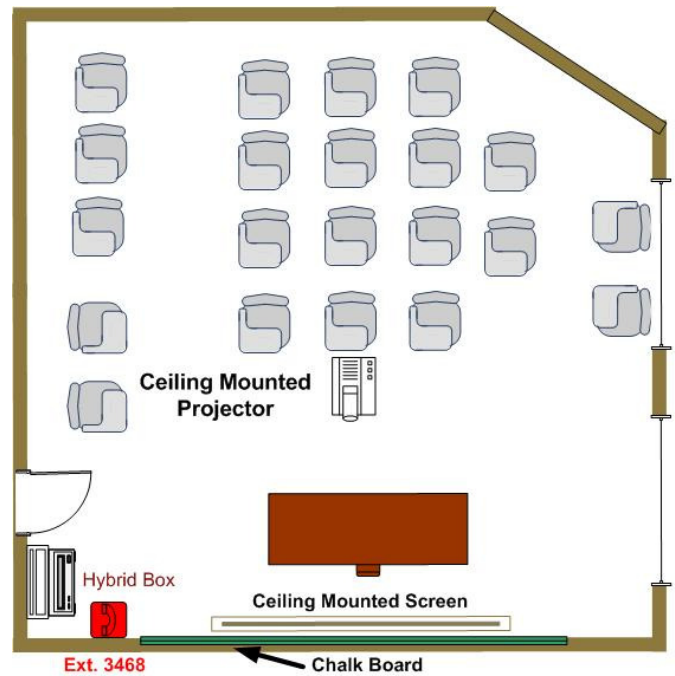 Ceiling Mounted
Projector
Hybrid Box
Ceiling Mounted Screen
Ext. 3468
Chalk Board